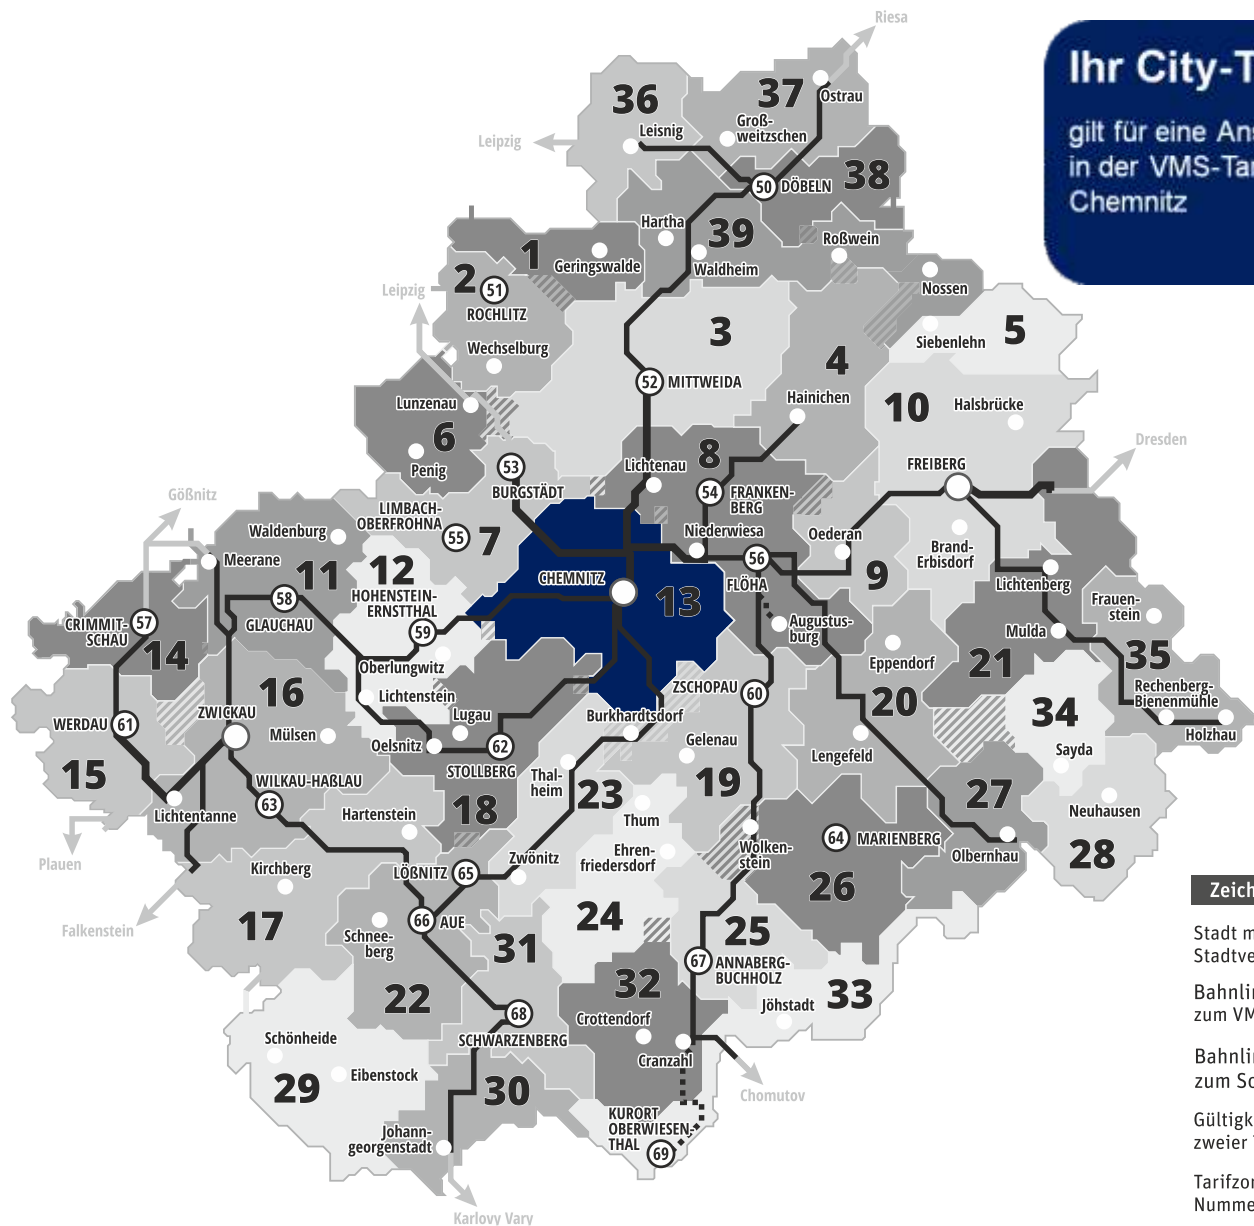 Riesa
36
37
Ostrau
Groß-
weitzschen
Leisnig
Leipzig
50 DÖBELN
38
Hartha
39
Roßwein
1
Geringswalde
Waldheim
2
51
ROCHLITZ
Nossen
Leipzig
3
Siebenlehn
5
Wechselburg
4
52 MITTWEIDA
Hainichen
Lunzenau
6
10
Halsbrücke
Penig
8
Dresden
Lichtenau
FREIBERG
53
BURGSTÄDT
54
FRANKEN-
BERG
Gößnitz
LIMBACH-
OBERFROHNA
55
7
Waldenburg
Niederwiesa
Oederan
Brand-
Erbisdorf
Meerane
11
12
HOHENSTEIN-
ERNSTTHAL
59
CHEMNITZ
13
56
FLÖHA
9
Lichtenberg
58
GLAUCHAU
Frauen-
stein
57
CRIMMIT-
SCHAU
14
Augustus-
burg
Mulda
Eppendorf
21
35
Oberlungwitz
16
Lichtenstein
ZSCHOPAU
60
20
Rechenberg-
Bienenmühle
ZWICKAU
Lugau
Burkhardtsdorf
34
WERDAU 61
Mülsen
Oelsnitz
62
STOLLBERG
Gelenau
Lengefeld
Sayda
Holzhau
15
Thal-
heim
23
19
WILKAU-HAßLAU
63
27
Neuhausen
Lichtentanne
Hartenstein
18
Thum
64 MARIENBERG
28
Plauen
Zwönitz
Ehren-
friedersdorf
Wolken-
stein
Olbernhau
Kirchberg
LÖßNITZ 65
26
17
66 AUE
24
25
Falkenstein
Schnee-
berg
31
67
ANNABERG-
BUCHHOLZ
22
32
33
Jöhstadt
68
SCHWARZENBERG
Crottendorf
Schönheide
Cranzahl
29
Eibenstock
30
Chomutov
KURORT
OBERWIESEN-
THAL
69
Johann-
georgenstadt
Karlovy Vary
Ihr City-T
gilt für eine Ans
in der VMS-Tar
Chemnitz
Zeich
Stadt m
Stadtve
Bahnlin
zum VM
Bahnlin
zum Sc
Gültigk
zweier
Tarifzon
Numme